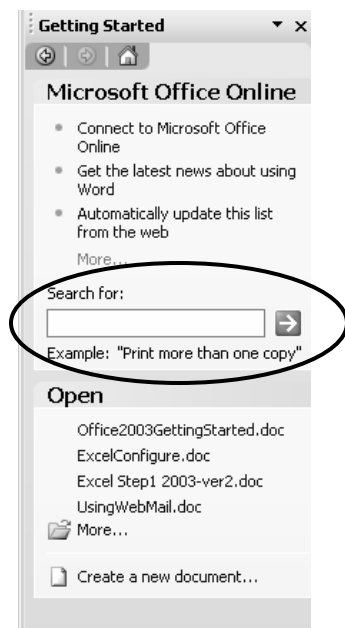 Getting Started
Microsoft Office Online
Connect to Microsoft Office
Online
Get the latest news about using
Word
Automatically update this list
from the web
More...
Search for:
Example: "Print more than one copy"
Open
Office2003GettingStarted.doc
ExcelConfigure.doc
Excel Step1 2003-ver2.doc
UsingWebMail.doc
More...
Create a new document...